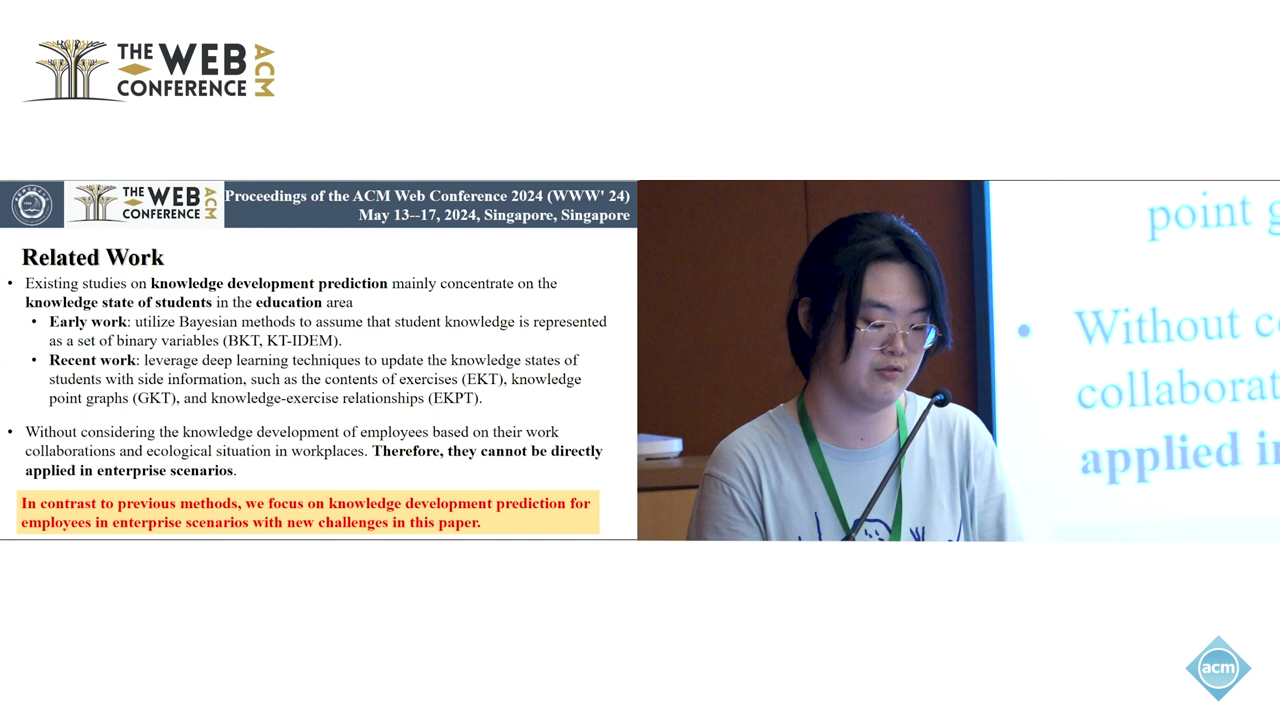 THE WEB CONFERENCE ACM
THE WEB CONFERENCE ACM
Proceedings of the ACM Web Conference 2024 (WWW' 24)
May 13--17, 2024, Singapore, Singapore
Related Work
• Existing studies on knowledge development prediction mainly concentrate on the
knowledge state of students in the education area
• Early work: utilize Bayesian methods to assume that student knowledge is represented
as a set of binary variables (BKT, KT-IDEM).
• Recent work: leverage deep learning techniques to update the knowledge states of
students with side information, such as the contents of exercises (EKT), knowledge
point graphs (GKT), and knowledge-exercise relationships (EKPT).
• Without considering the knowledge development of employees based on their work
collaborations and ecological situation in workplaces. Therefore, they cannot be directly
applied in enterprise scenarios.
In contrast to previous methods, we focus on knowledge development prediction for
employees in enterprise scenarios with new challenges in this paper.
point g
• Without c
collaborat
applied in
acm